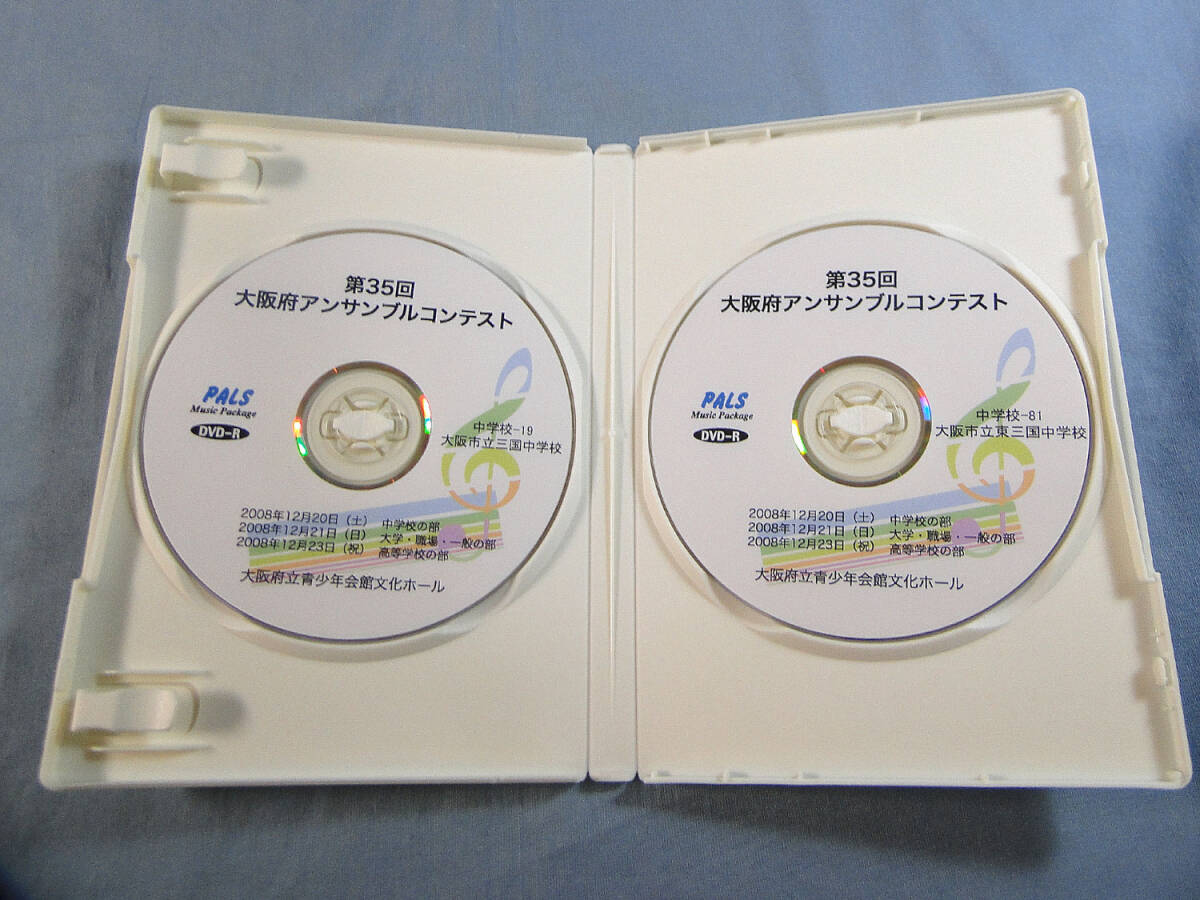 第35回
大阪府アンサンブルコンテスト
PALS
Music Package
DVD-R
中学校-19
大阪市立三国中学校
2008年12月20日（土） 中学校の部
2008年12月21日（日） 大学・職場・一般の部
2008年12月23日（祝） 高等学校の部
大阪府立青少年会館文化ホール
第35回
大阪府アンサンブルコンテスト
PALS
Music Package
DVD-R
中学校-81
大阪市立東三国中学校
2008年12月20日（土） 中学校の部
2008年12月21日（日） 大学・職場・一般の部
2008年12月23日（祝） 高等学校の部
大阪府立青少年会館文化ホール